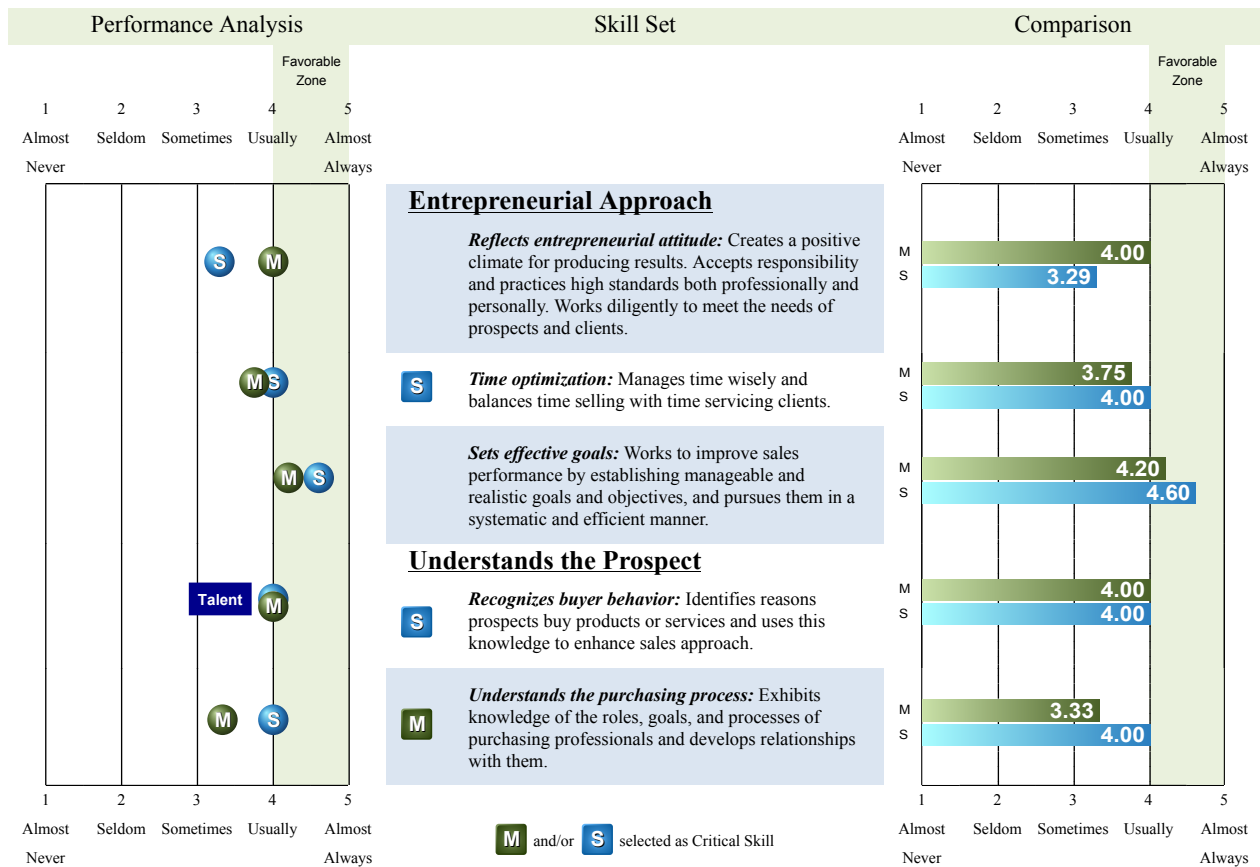 Performance Analysis
Skill Set
Comparison
Favorable
Zone
1 2 3 4 5
Almost Seldom Sometimes Usually Almost
Never Always
Favorable
Zone
1 2 3 4 5
Almost Seldom Sometimes Usually Almost
Never Always
Entrepreneurial Approach
S M
Reflects entrepreneurial attitude: Creates a positive
climate for producing results. Accepts responsibility
and practices high standards both professionally and
personally. Works diligently to meet the needs of
prospects and clients.
M 4.00
S 3.29
M S
S
Time optimization: Manages time wisely and
balances time selling with time servicing clients.
M 3.75
S 4.00
M S
Sets effective goals: Works to improve sales
performance by establishing manageable and
realistic goals and objectives, and pursues them in a
systematic and efficient manner.
M 4.20
S 4.60
Understands the Prospect
Talent M
S
Recognizes buyer behavior: Identifies reasons
prospects buy products or services and uses this
knowledge to enhance sales approach.
M 4.00
S 4.00
M S
M
Understands the purchasing process: Exhibits
knowledge of the roles, goals, and processes of
purchasing professionals and develops relationships
with them.
M 3.33
S 4.00
1 2 3 4 5
Almost Seldom Sometimes Usually Almost
Never Always
M and/or S selected as Critical Skill
1 2 3 4 5
Almost Seldom Sometimes Usually Almost
Never Always